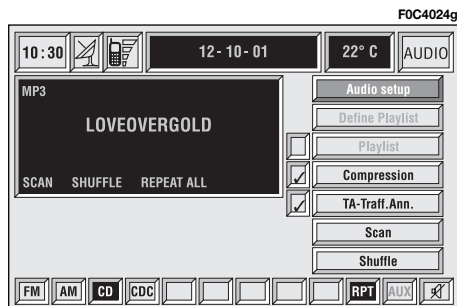 F0C4024g
10:30 12-10-01 22° C AUDIO
MP3
LOVEOVERGOLD
SCAN SHUFFLE REPEAT ALL
Audio setup
Define Playlist
Playlist
Compression
TA-Traff.Ann.
Scan
Shuffle
FM AM CD CDC RPT AUX